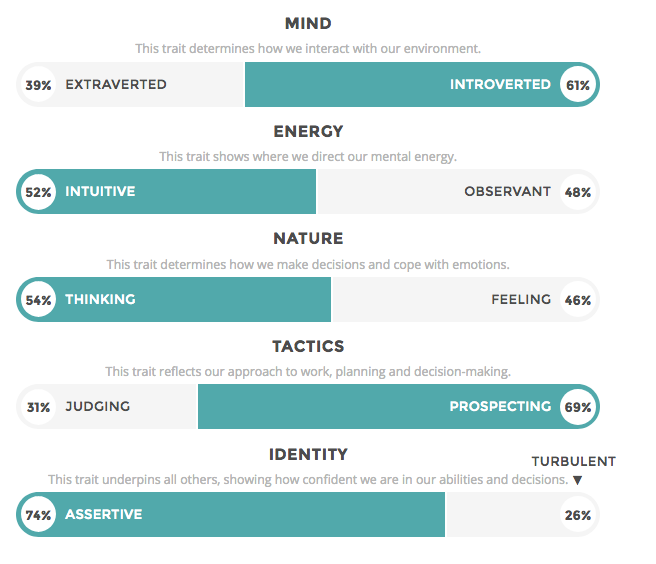 MIND
This trait determines how we interact with our environment.
39% EXTRAVERTED INTROVERTED 61%
ENERGY
This trait shows where we direct our mental energy.
52% INTUITIVE OBSERVANT 48%
NATURE
This trait determines how we make decisions and cope with emotions.
54% THINKING FEELING 46%
TACTICS
This trait reflects our approach to work, planning and decision-making.
31% JUDGING PROSPECTING 69%
IDENTITY
TURBULENT
This trait underpins all others, showing how confident we are in our abilities and decisions.
74% ASSERTIVE 26%